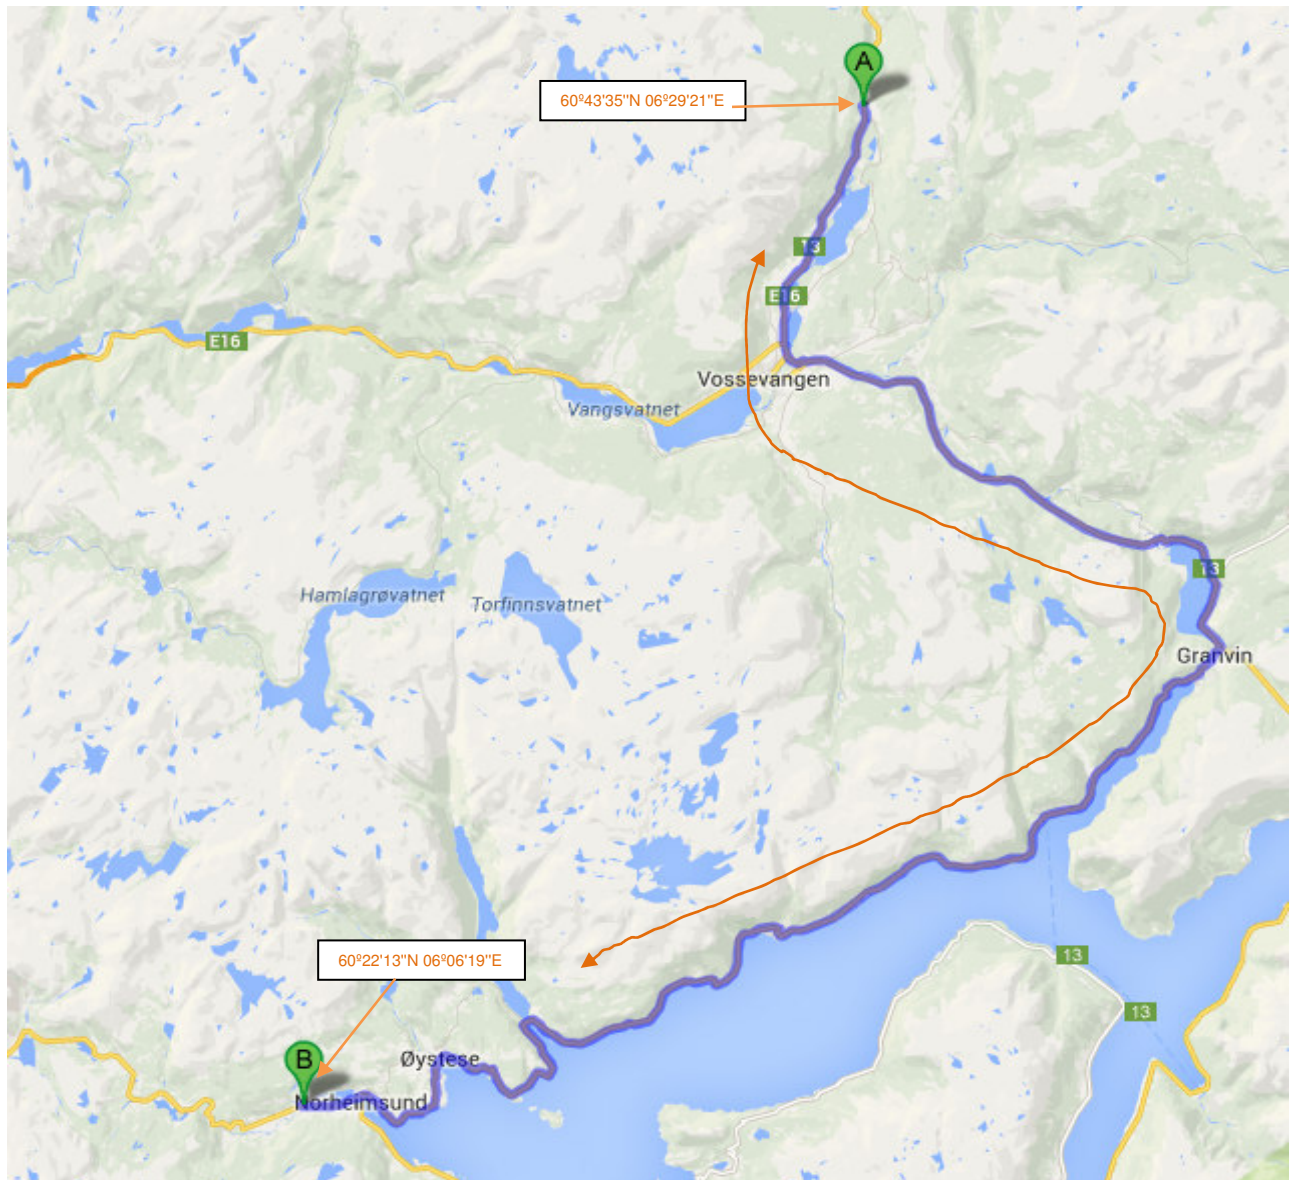 A
60º43'35''N 06º29'21''E
13
E16
E16
Vossevangen
Vangsvatnet
13
Hamlagrøvatnet
Torfinnsvatnet
Granvin
60º22'13''N 06º06'19''E
13
13
B
Øystese
Norheimsund